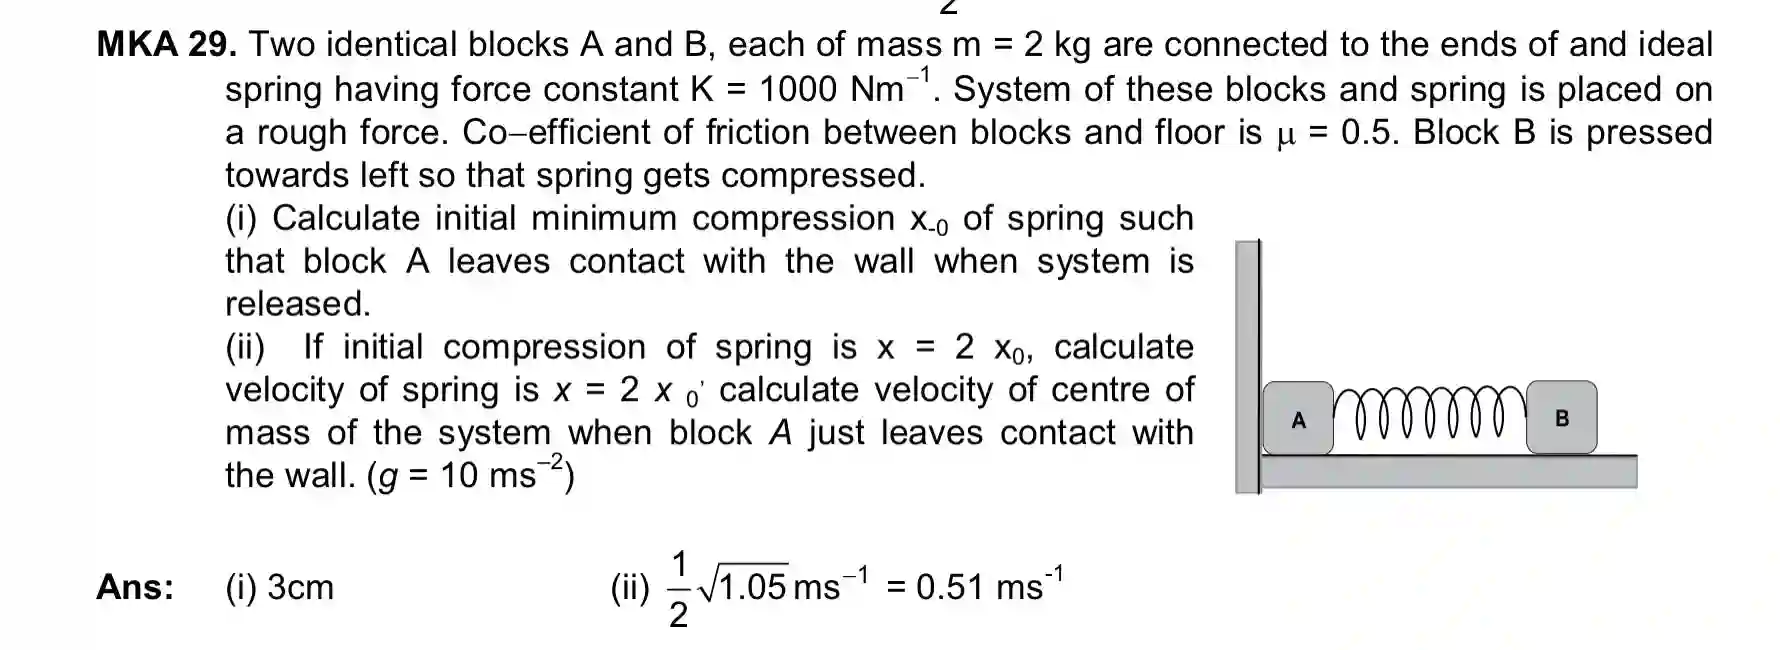 2
MKA 29. Two identical blocks A and B, each of mass m = 2 kg are connected to the ends of and ideal
spring having force constant K = 1000 Nm⁻¹. System of these blocks and spring is placed on
a rough force. Co–efficient of friction between blocks and floor is μ = 0.5. Block B is pressed
towards left so that spring gets compressed.
(i) Calculate initial minimum compression x₋₀ of spring such
that block A leaves contact with the wall when system is
released.
(ii) If initial compression of spring is x = 2 x₀, calculate
velocity of spring is x = 2 x ₀' calculate velocity of centre of
mass of the system when block A just leaves contact with
the wall. (g = 10 ms⁻²)
A B
Ans: (i) 3cm (ii) 1/2 √1.05 ms⁻¹ = 0.51 ms⁻¹